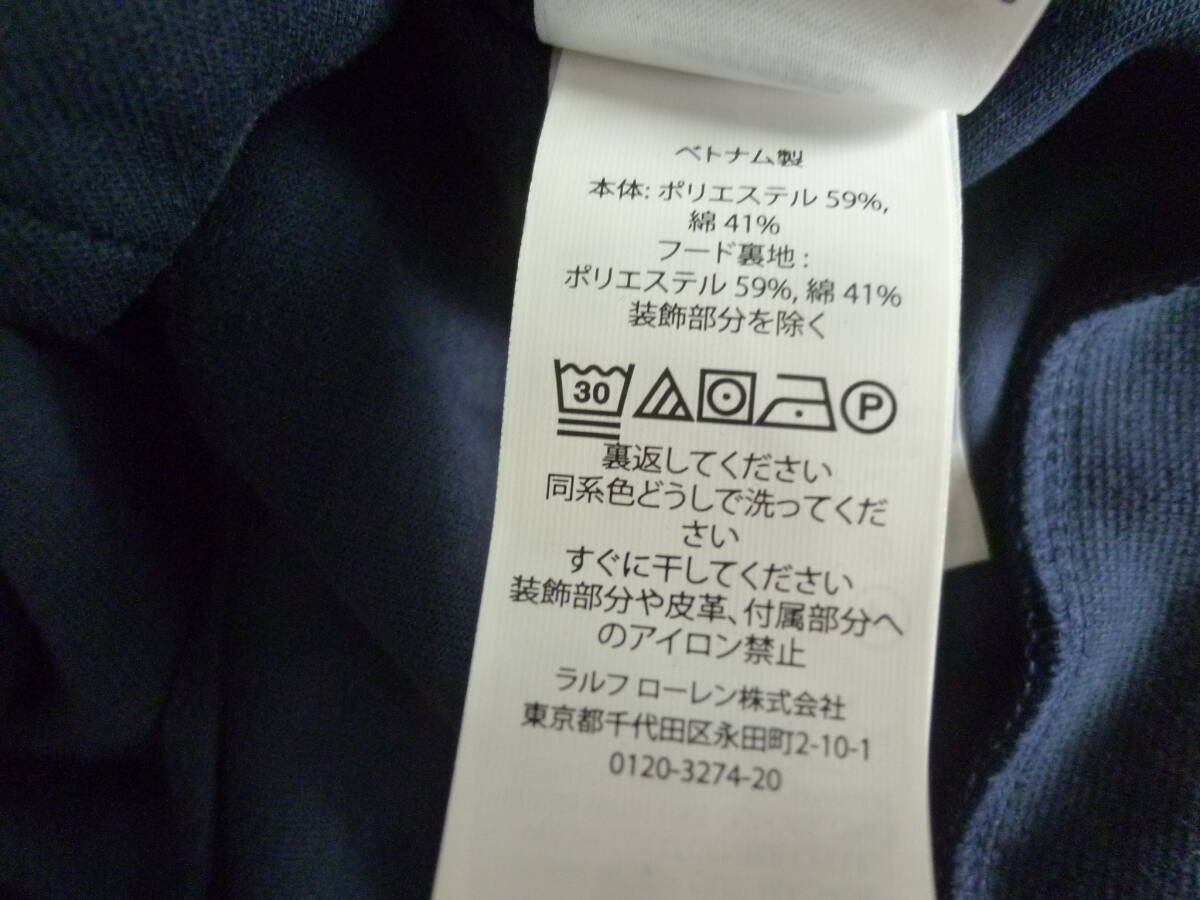 ベトナム製
本体: ポリエステル 59%,
綿 41%
フード裏地 :
ポリエステル 59%, 綿 41%
装飾部分を除く
30 P
裏返してください
同系色どうしで洗ってくだ
さい
すぐに干してください
装飾部分や皮革、付属部分へ
のアイロン禁止
ラルフ ローレン株式会社
東京都千代田区永田町2-10-1
0120-3274-20